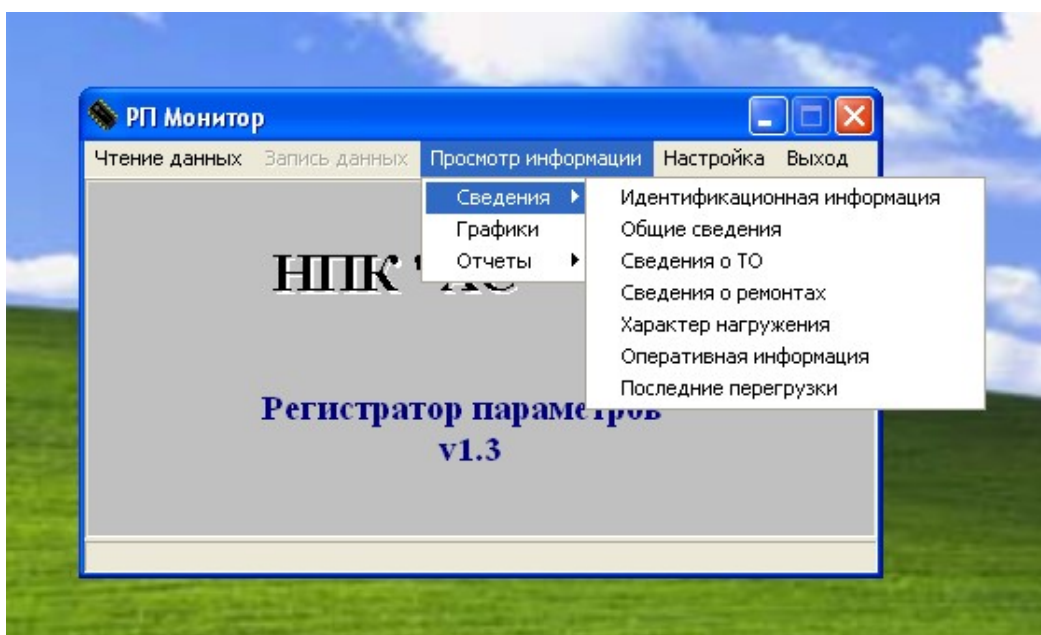 РП Монитор
Чтение данных Запись данных Просмотр информации Настройка Выход
Сведения
Графики
Отчеты
Идентификационная информация
Общие сведения
Сведения о ТО
Сведения о ремонтах
Характер нагружения
Оперативная информация
Последние перегрузки
НПК "
Регистратор параметров
v1.3